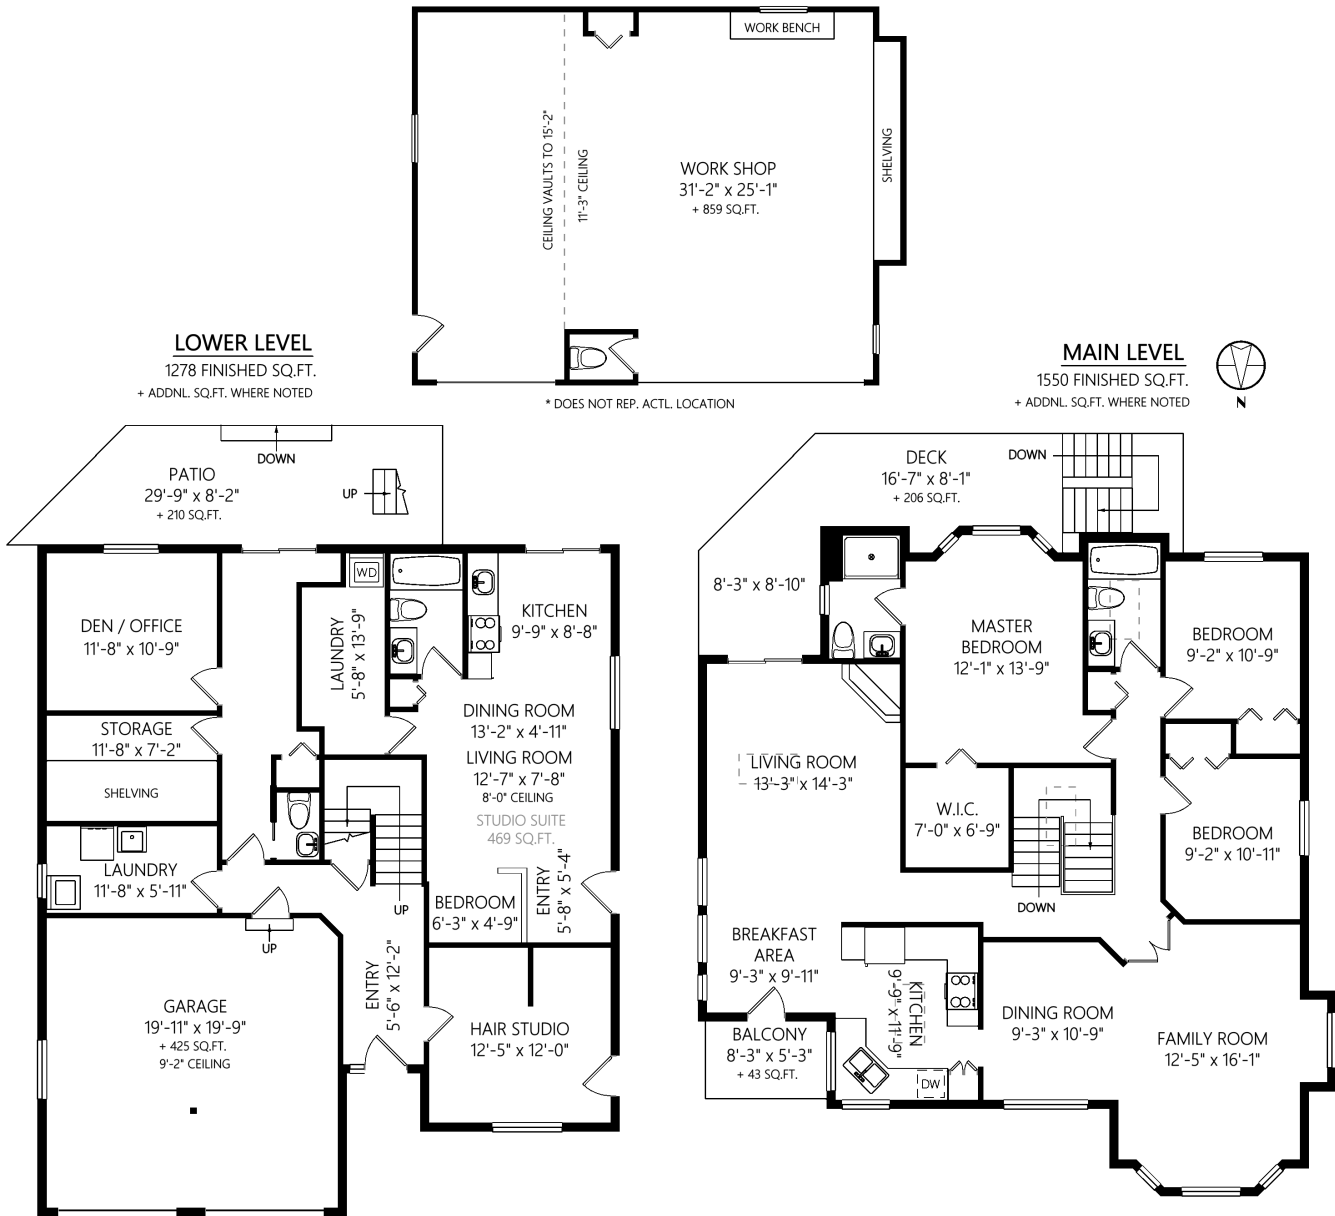 WORK BENCH
CEILING VAULTS TO 15'-2"
11'-3" CEILING
WORK SHOP
31'-2" x 25'-1"
+ 859 SQ.FT.
SHELVING
* DOES NOT REP. ACTL. LOCATION
LOWER LEVEL
1278 FINISHED SQ.FT.
+ ADDNL. SQ.FT. WHERE NOTED
DOWN
PATIO
29'-9" x 8'-2"
+ 210 SQ.FT.
UP
DEN / OFFICE
11'-8" x 10'-9"
WD
LAUNDRY
5'-8" x 13'-9"
KITCHEN
9'-9" x 8'-8"
STORAGE
11'-8" x 7'-2"
SHELVING
DINING ROOM
13'-2" x 4'-11"
LIVING ROOM
12'-7" x 7'-8"
8'-0" CEILING
STUDIO SUITE
469 SQ.FT.
LAUNDRY
11'-8" x 5'-11"
UP
UP
BEDROOM
6'-3" x 4'-9"
ENTRY
5'-8" x 5'-4"
ENTRY
5'-6" x 12'-2"
GARAGE
19'-11" x 19'-9"
+ 425 SQ.FT.
9'-2" CEILING
HAIR STUDIO
12'-5" x 12'-0"
MAIN LEVEL
1550 FINISHED SQ.FT.
+ ADDNL. SQ.FT. WHERE NOTED
N
DECK
16'-7" x 8'-1"
+ 206 SQ.FT.
DOWN
8'-3" x 8'-10"
MASTER
BEDROOM
12'-1" x 13'-9"
BEDROOM
9'-2" x 10'-9"
LIVING ROOM
13'-3" x 14'-3"
W.I.C.
7'-0" x 6'-9"
BEDROOM
9'-2" x 10'-11"
DOWN
BREAKFAST
AREA
9'-3" x 9'-11"
KITCHEN
9'-9" x 11'-9"
DINING ROOM
9'-3" x 10'-9"
FAMILY ROOM
12'-5" x 16'-1"
BALCONY
8'-3" x 5'-3"
+ 43 SQ.FT.
DW